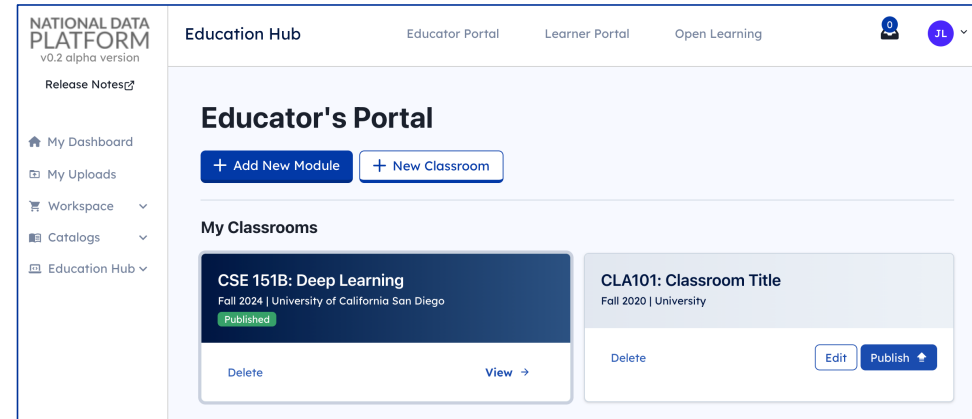 NATIONAL DATA
PLATFORM
v0.2 alpha version
Release Notes
My Dashboard
My Uploads
Workspace
Catalogs
Education Hub
Education Hub
Educator Portal
Learner Portal
Open Learning
0
JL
Educator's Portal
+ Add New Module
+ New Classroom
My Classrooms
CSE 151B: Deep Learning
Fall 2024 | University of California San Diego
Published
Delete
View →
CLA101: Classroom Title
Fall 2020 | University
Delete
Edit
Publish